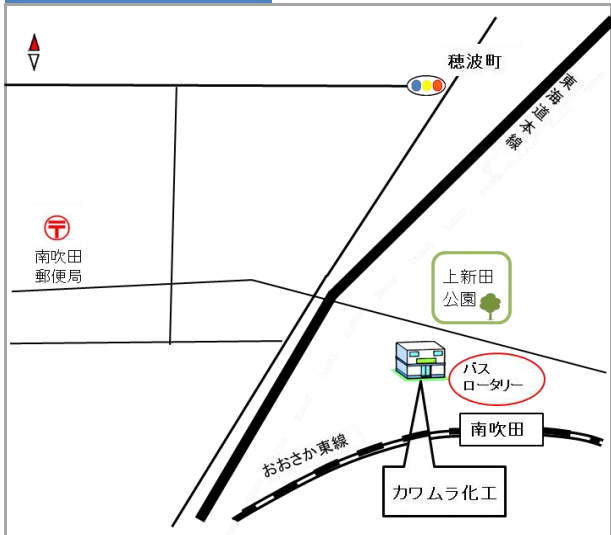 穂波町
東海道本線
〒
南吹田
郵便局
上新田
公園
バス
ロータリー
南吹田
おおさか東線
カワムラ化工